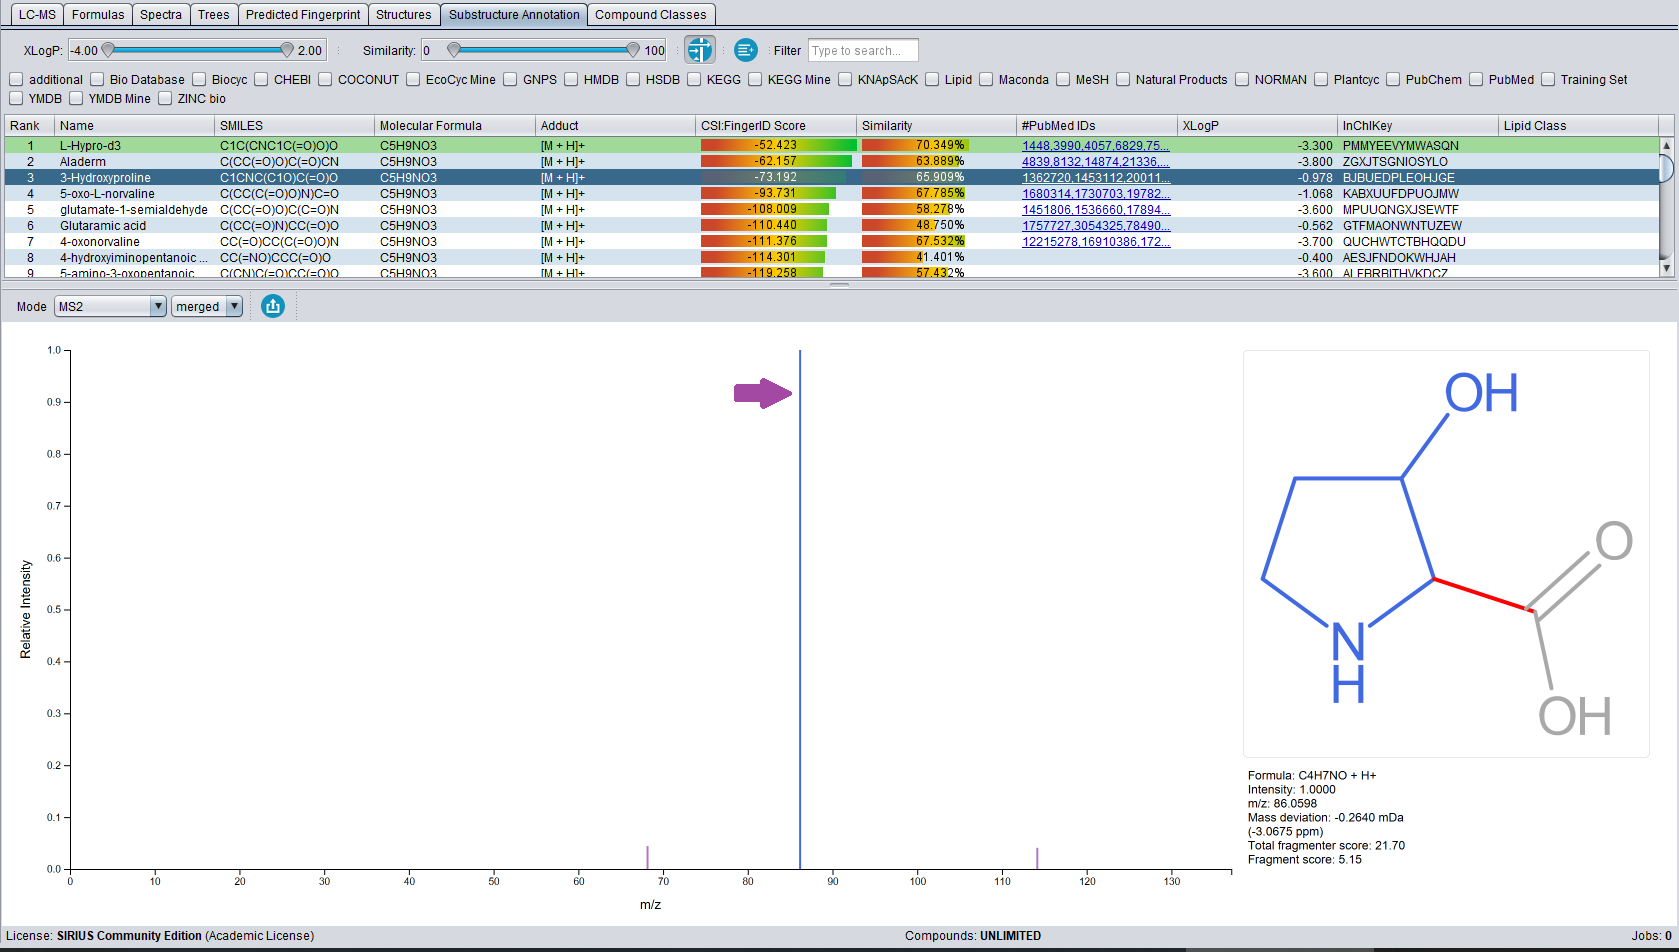 LC-MS Formulas Spectra Trees Predicted Fingerprint Structures Substructure Annotation Compound Classes
XLogP: -4.00 2.00 Similarity: 0 100 Filter Type to search...
additional Bio Database Biocyc CHEBI COCONUT EcoCyc Mine GNPS HMDB HSDB KEGG KEGG Mine KNApSAcK Lipid Maconda MeSH Natural Products NORMAN Plantcyc PubChem PubMed Training Set
YMDB YMDB Mine ZINC bio
Rank Name SMILES Molecular Formula Adduct CSI:FingerID Score Similarity #PubMed IDs XLogP InChIKey Lipid Class
1 L-Hypro-d3 C1C(CNC1C(=O)O)O C5H9NO3 [M + H]+ -52.423 70.349% 1448,3990,4057,6829,75... -3.300 PMMYEEVYMWASQN
2 Aladerm C(CC(=O)O)C(=O)CN C5H9NO3 [M + H]+ -62.157 63.889% 4839,8132,14874,21336,... -3.800 ZGXJTSGNIOSYLO
3 3-Hydroxyproline C1CNC(C1O)C(=O)O C5H9NO3 [M + H]+ -73.192 65.909% 1362720,1453112,20011... -0.978 BJBUEDPLEOHJGE
4 5-oxo-L-norvaline C(CC(C(=O)O)N)C=O C5H9NO3 [M + H]+ -93.731 67.785% 1680314,1730703,19782... -1.068 KABXUUFDPUOJMW
5 glutamate-1-semialdehyde C(CC(=O)O)C(C=O)N C5H9NO3 [M + H]+ -108.009 58.278% 1451806,1536660,17894... -3.600 MPUUQNGXJSEWTF
6 Glutaramic acid C(CC(=O)N)CC(=O)O C5H9NO3 [M + H]+ -110.440 48.750% 1757727,3054325,78490... -0.562 GTFMAONWNTUZEW
7 4-oxonorvaline CC(=O)CC(C(=O)O)N C5H9NO3 [M + H]+ -111.376 67.532% 12215278,16910386,172... -3.700 QUCHWTCTBHQQDU
8 4-hydroxyiminopentanoic ... CC(=NO)CCC(=O)O C5H9NO3 [M + H]+ -114.301 41.401% -0.400 AESJFNDOKWHJAH
9 5-amino-3-oxopentanoic C(CN)C(=O)CC(=O)O C5H9NO3 [M + H]+ -119.258 57.432% -3.600 ALFBRBITHVKDCZ
Mode MS2 merged
1.0
0.9
0.8
0.7
0.6
0.5
0.4
0.3
0.2
0.1
0.0
Relative Intensity
0 10 20 30 40 50 60 70 80 90 100 110 120 130
m/z
OH
O
N
H
OH
Formula: C4H7NO + H+
Intensity: 1.0000
m/z: 86.0598
Mass deviation: -0.2640 mDa
(-3.0675 ppm)
Total fragmenter score: 21.70
Fragment score: 5.15
License: SIRIUS Community Edition (Academic License) Compounds: UNLIMITED Jobs: 0